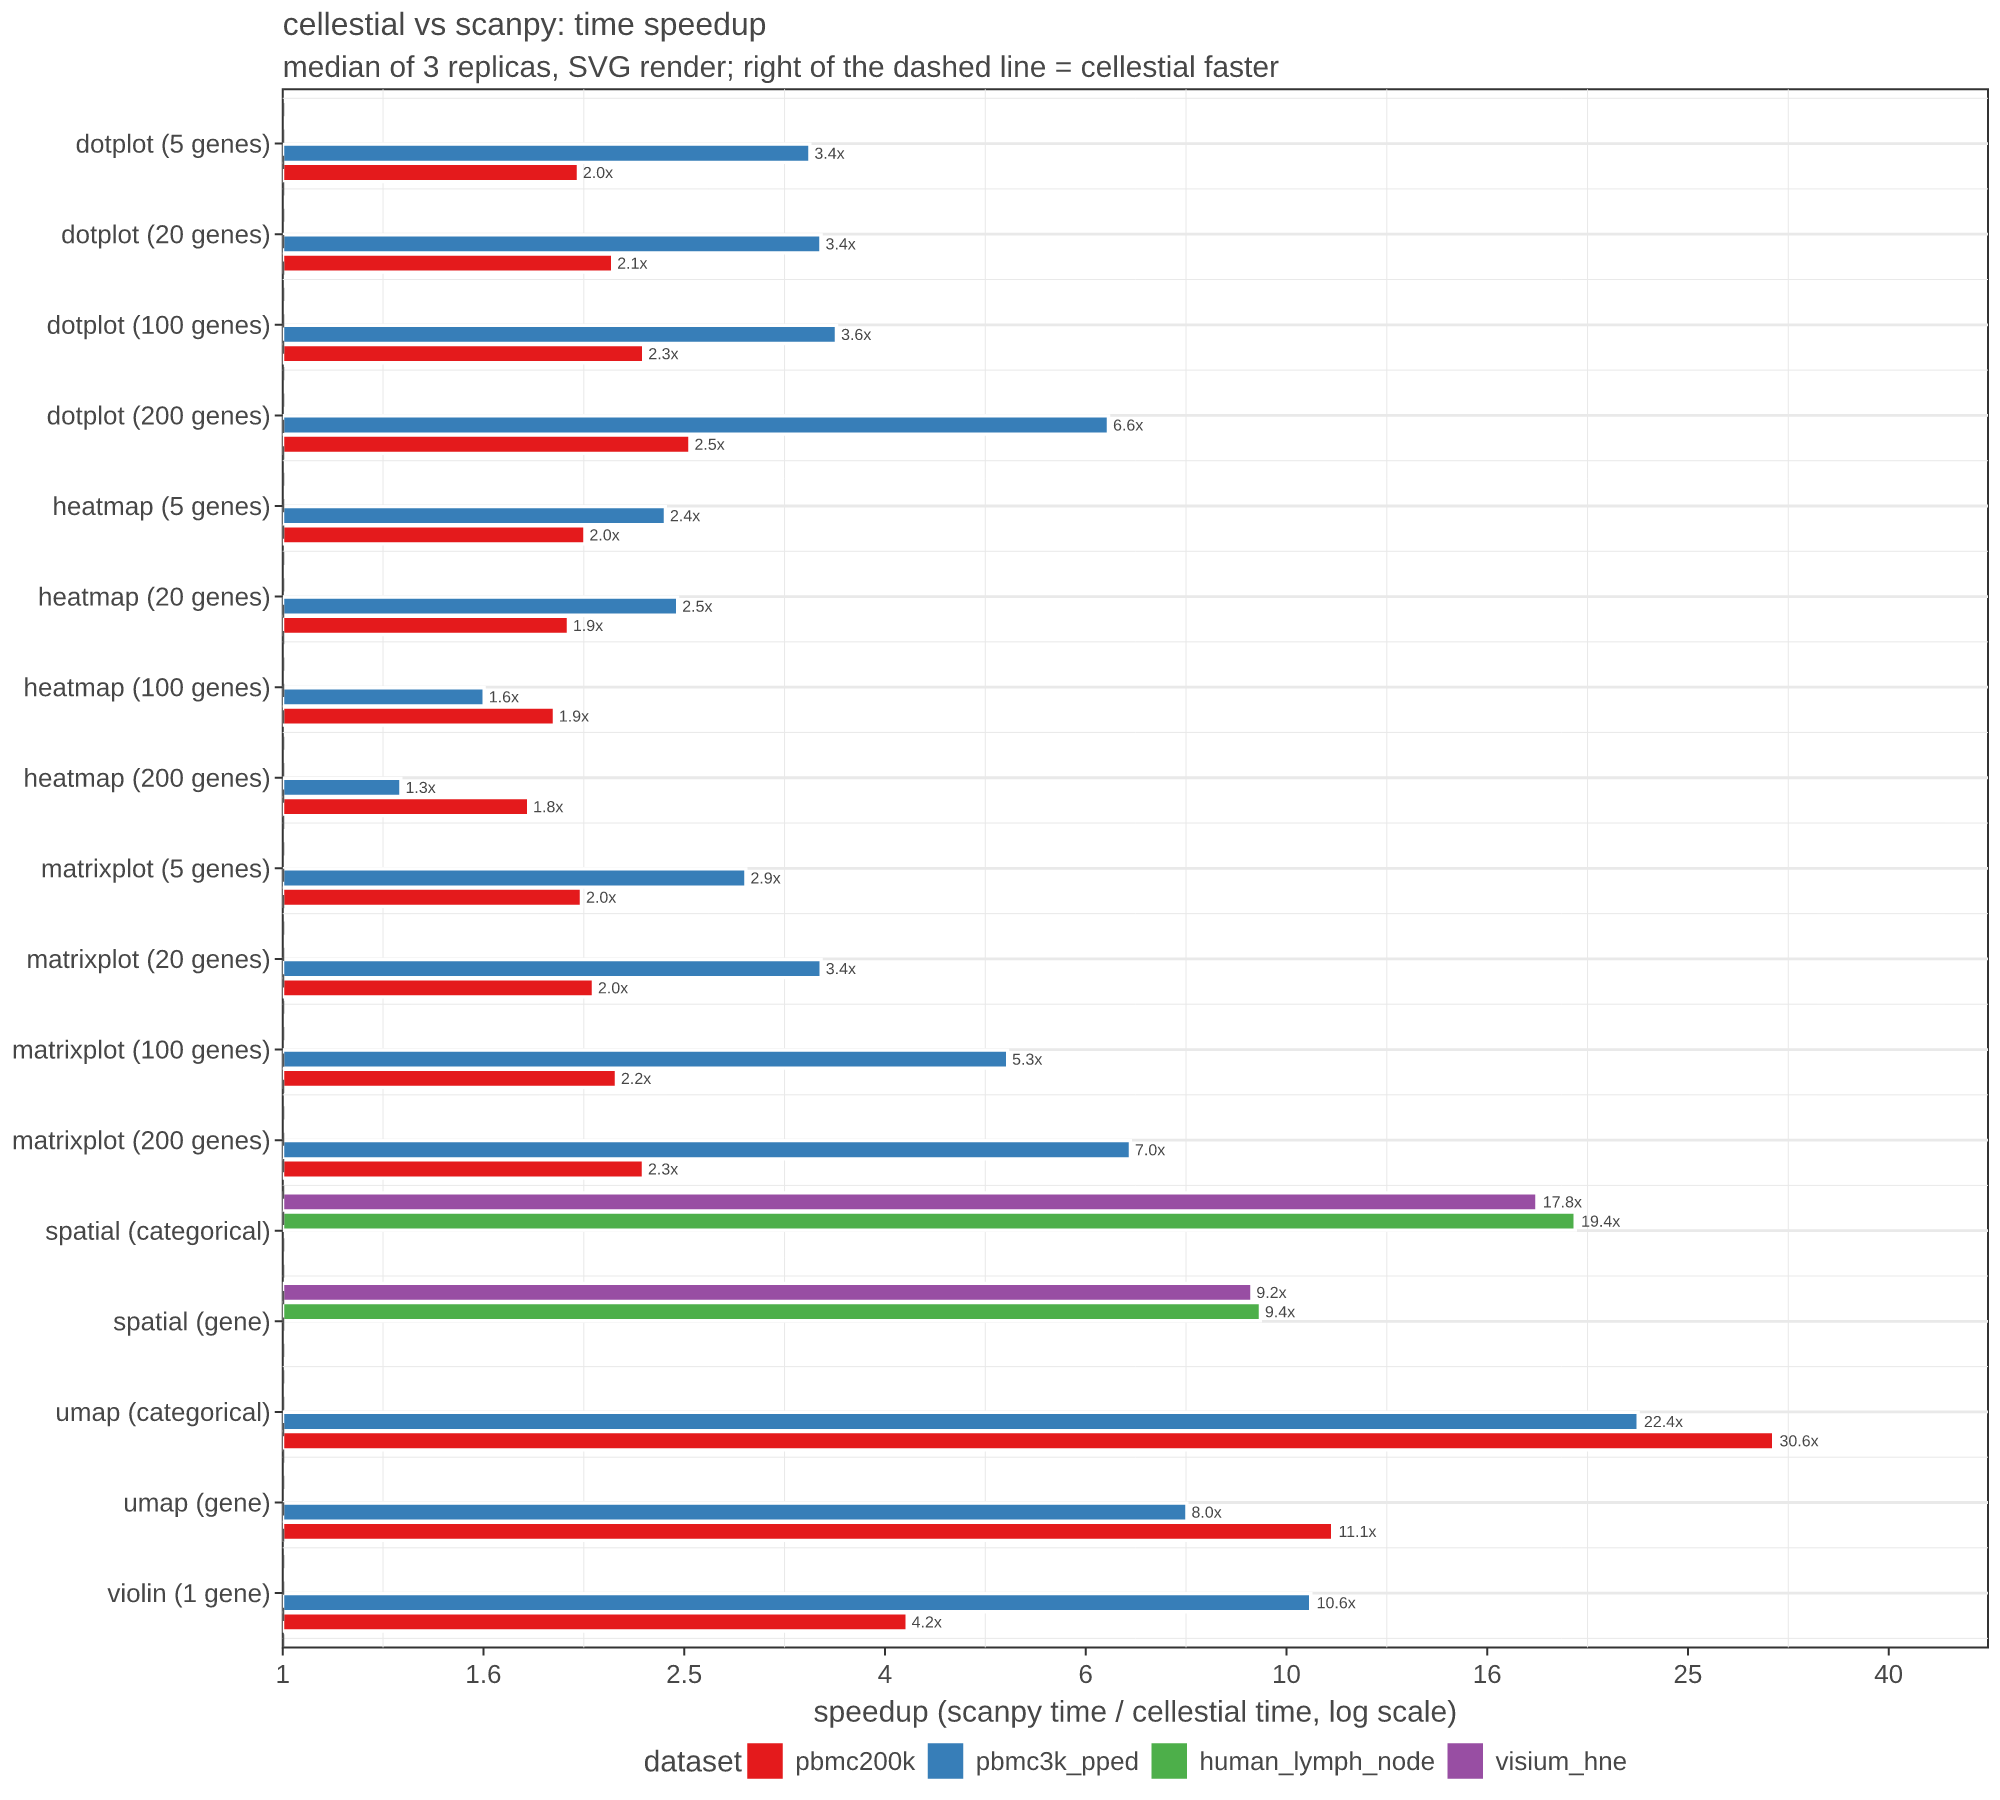 cellestial vs scanpy: time speedup
median of 3 replicas, SVG render; right of the dashed line = cellestial faster
dotplot (5 genes)
3.4x
2.0x
dotplot (20 genes)
3.4x
2.1x
dotplot (100 genes)
3.6x
2.3x
dotplot (200 genes)
6.6x
2.5x
heatmap (5 genes)
2.4x
2.0x
heatmap (20 genes)
2.5x
1.9x
heatmap (100 genes)
1.6x
1.9x
heatmap (200 genes)
1.3x
1.8x
matrixplot (5 genes)
2.9x
2.0x
matrixplot (20 genes)
3.4x
2.0x
matrixplot (100 genes)
5.3x
2.2x
matrixplot (200 genes)
7.0x
2.3x
spatial (categorical)
17.8x
19.4x
spatial (gene)
9.2x
9.4x
umap (categorical)
22.4x
30.6x
umap (gene)
8.0x
11.1x
violin (1 gene)
10.6x
4.2x
1 1.6 2.5 4 6 10 16 25 40
speedup (scanpy time / cellestial time, log scale)
dataset pbmc200k pbmc3k_pped human_lymph_node visium_hne